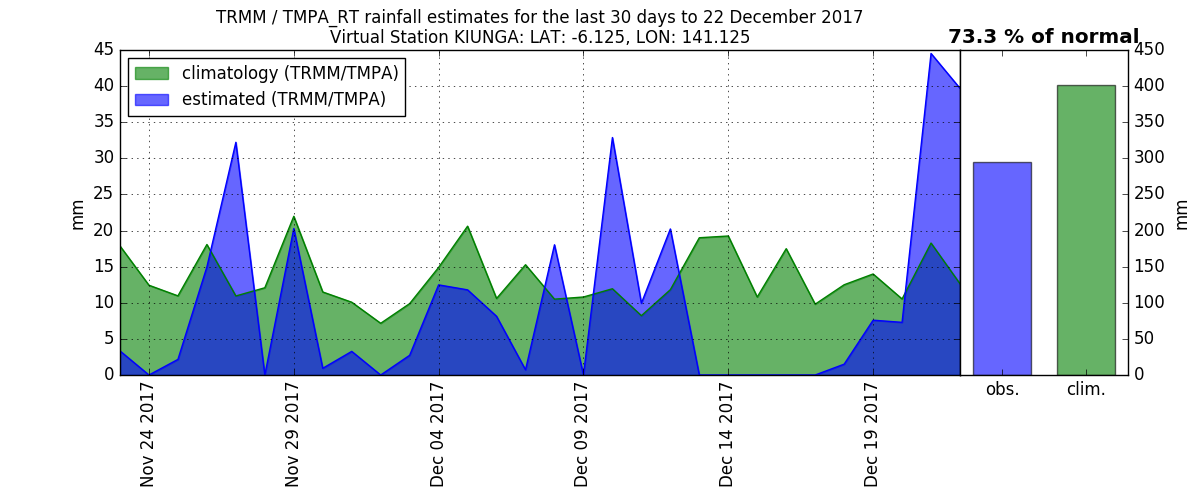 TRMM / TMPA_RT rainfall estimates for the last 30 days to 22 December 2017
Virtual Station KIUNGA: LAT: -6.125, LON: 141.125
73.3 % of normal
climatology (TRMM/TMPA)
estimated (TRMM/TMPA)
45
40
35
30
25
20
15
10
5
0
mm
Nov 24 2017
Nov 29 2017
Dec 04 2017
Dec 09 2017
Dec 14 2017
Dec 19 2017
obs.
clim.
450
400
350
300
250
200
150
100
50
0
mm